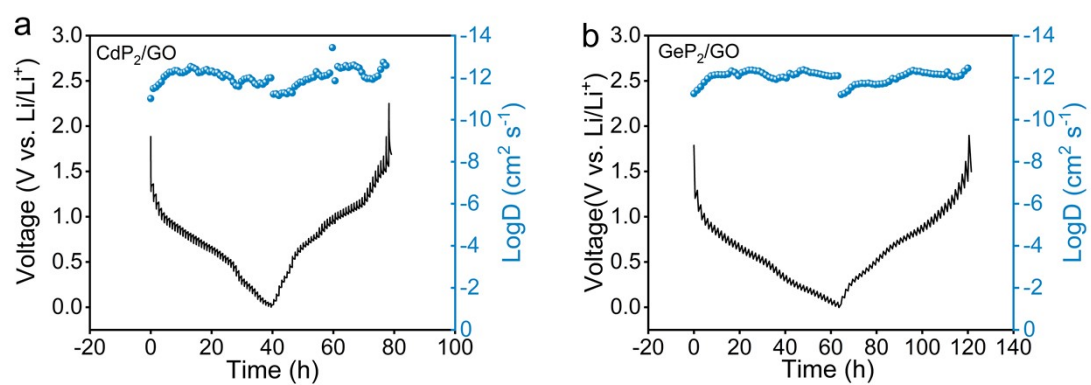 a
CdP2/GO
3.0
2.5
2.0
1.5
1.0
0.5
0.0
Voltage (V vs. Li/Li+)
-14
-12
-10
-8
-6
-4
-2
0
LogD (cm2 s-1)
-20 0 20 40 60 80 100
Time (h)
b
GeP2/GO
3.0
2.5
2.0
1.5
1.0
0.5
0.0
Voltage(V vs. Li/Li+)
-14
-12
-10
-8
-6
-4
-2
0
LogD (cm2 s-1)
-20 0 20 40 60 80 100 120 140
Time (h)